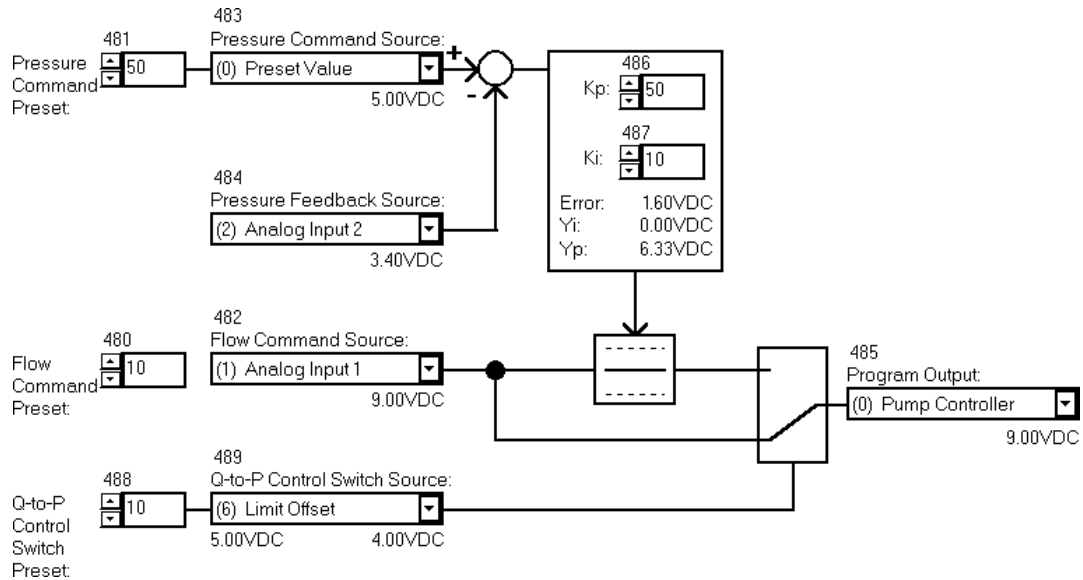 483
481
Pressure Command Source:
Pressure
Command
Preset:
50
(0) Preset Value
+
-
5.00VDC
486
Kp:
50
487
Ki:
10
Error: 1.60VDC
Yi: 0.00VDC
Yp: 6.33VDC
484
Pressure Feedback Source:
(2) Analog Input 2
3.40VDC
482
480
Flow Command Source:
Flow
Command
Preset:
10
(1) Analog Input 1
9.00VDC
485
Program Output:
(0) Pump Controller
9.00VDC
489
488
Q-to-P Control Switch Source:
Q-to-P
Control
Switch
Preset:
10
(6) Limit Offset
5.00VDC 4.00VDC